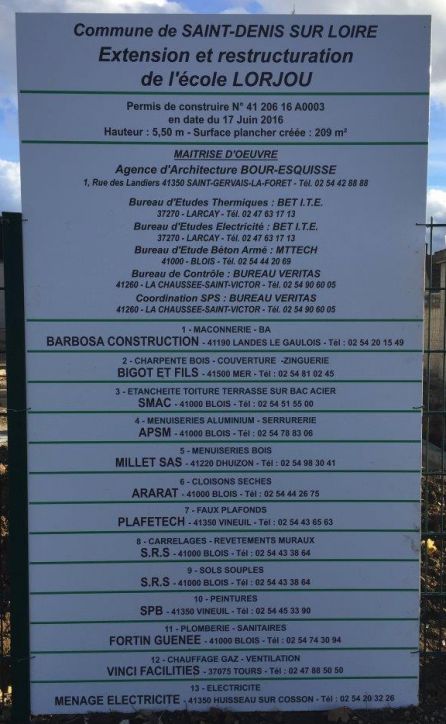 Commune de SAINT-DENIS SUR LOIRE
Extension et restructuration
de l'école LORJOU
Permis de construire N° 41 206 16 A0003
en date du 17 Juin 2016
Hauteur : 5,50 m - Surface plancher créée : 209 m²
MAITRISE D'OEUVRE
Agence d'Architecture BOUR-ESQUISSE
1, Rue des Landiers 41350 SAINT-GERVAIS-LA-FORET - Tél. 02 54 42 88 88
Bureau d'Etudes Thermiques : BET I.T.E.
37270 - LARCAY - Tél. 02 47 63 17 13
Bureau d'Etudes Electricité : BET I.T.E.
37270 - LARCAY - Tél. 02 47 63 17 13
Bureau d'Etude Béton Armé : MTTECH
41000 - BLOIS - Tél. 02 54 44 20 69
Bureau de Contrôle : BUREAU VERITAS
41260 - LA CHAUSSEE-SAINT-VICTOR - Tél. 02 54 90 60 05
Coordination SPS : BUREAU VERITAS
41260 - LA CHAUSSEE-SAINT-VICTOR - Tél. 02 54 90 60 05
1 - MACONNERIE - BA
BARBOSA CONSTRUCTION - 41190 LANDES LE GAULOIS - Tél : 02 54 20 15 49
2 - CHARPENTE BOIS - COUVERTURE -ZINGUERIE
BIGOT ET FILS - 41500 MER - Tél : 02 54 81 02 45
3 - ETANCHEITE TOITURE TERRASSE SUR BAC ACIER
SMAC - 41000 BLOIS - Tél : 02 54 51 55 00
4 - MENUISERIES ALUMINIUM - SERRURERIE
APSM - 41000 BLOIS - Tél : 02 54 78 83 06
5 - MENUISERIES BOIS
MILLET SAS - 41220 DHUIZON - Tél : 02 54 98 30 41
6 - CLOISONS SECHES
ARARAT - 41000 BLOIS - Tél : 02 54 44 26 75
7 - FAUX PLAFONDS
PLAFETECH - 41350 VINEUIL - Tél : 02 54 43 65 63
8 - CARRELAGES - REVETEMENTS MURAUX
S.R.S - 41000 BLOIS - Tél : 02 54 43 38 64
9 - SOLS SOUPLES
S.R.S - 41000 BLOIS - Tél : 02 54 43 38 64
10 - PEINTURES
SPB - 41350 VINEUIL - Tél : 02 54 45 33 90
11 - PLOMBERIE - SANITAIRES
FORTIN GUENEE - 41000 BLOIS - Tél : 02 54 74 30 94
12 - CHAUFFAGE GAZ - VENTILATION
VINCI FACILITIES - 37075 TOURS - Tél : 02 47 88 50 50
13 - ELECTRICITE
MENAGE ELECTRICITE - 41350 HUISSEAU SUR COSSON - Tél : 02 54 20 32 26